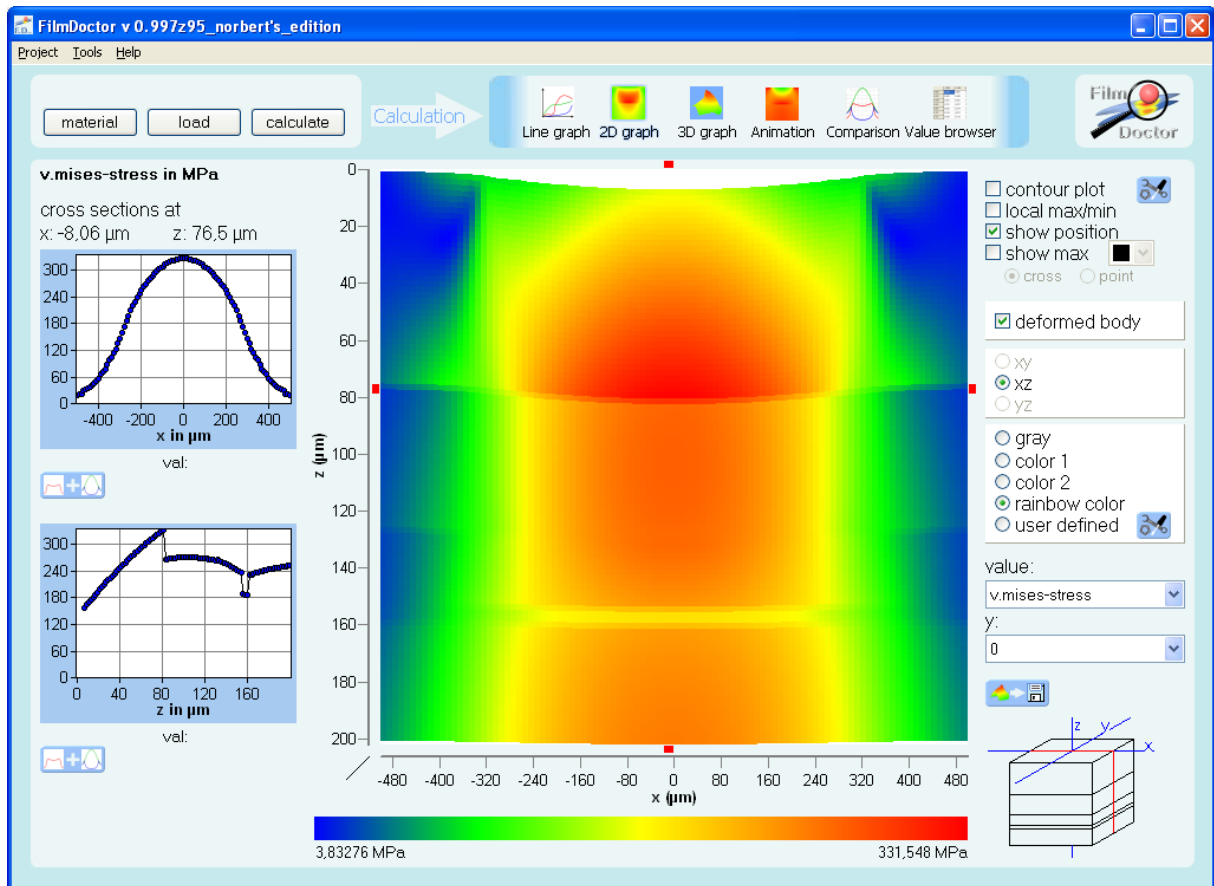 FilmDoctor v 0.997z95_norbert's_edition
Project Tools Help
material load calculate
Calculation
Line graph 2D graph 3D graph Animation Comparison Value browser
Film Doctor
v.mises-stress in MPa
cross sections at
x: -8,06 µm z: 76,5 µm
300
240
180
120
60
0
-400 -200 0 200 400
x in µm
val:
300
240
180
120
60
0
0 40 80 120 160
z in µm
val:
0
20
40
60
80
100
120
140
160
180
200
z (µm)
-480 -400 -320 -240 -160 -80 0 80 160 240 320 400 480
x (µm)
3,83276 MPa 331,548 MPa
contour plot
local max/min
show position
show max
cross point
deformed body
xy
xz
yz
gray
color 1
color 2
rainbow color
user defined
value:
v.mises-stress
y:
0
z y
x